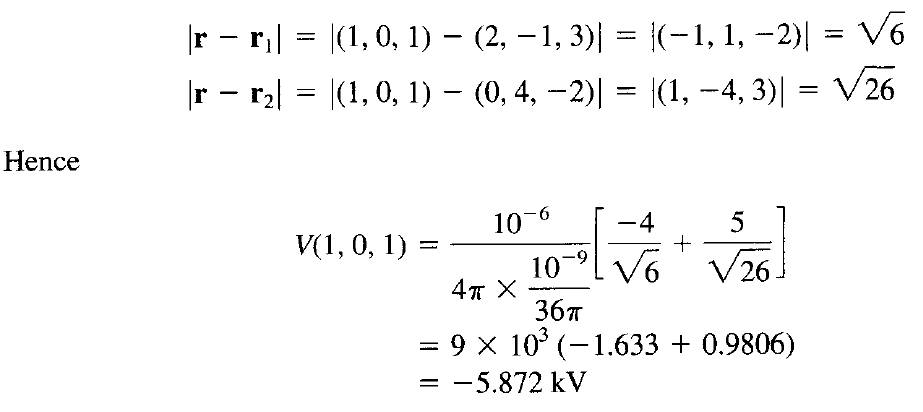 |r − r₁| = |(1, 0, 1) − (2, −1, 3)| = |(−1, 1, −2)| = √6
|r − r₂| = |(1, 0, 1) − (0, 4, −2)| = |(1, −4, 3)| = √26
Hence
V(1, 0, 1) = 10⁻⁶ / (4π × 10⁻⁹/36π) [−4/√6 + 5/√26]
= 9 × 10³ (−1.633 + 0.9806)
= −5.872 kV